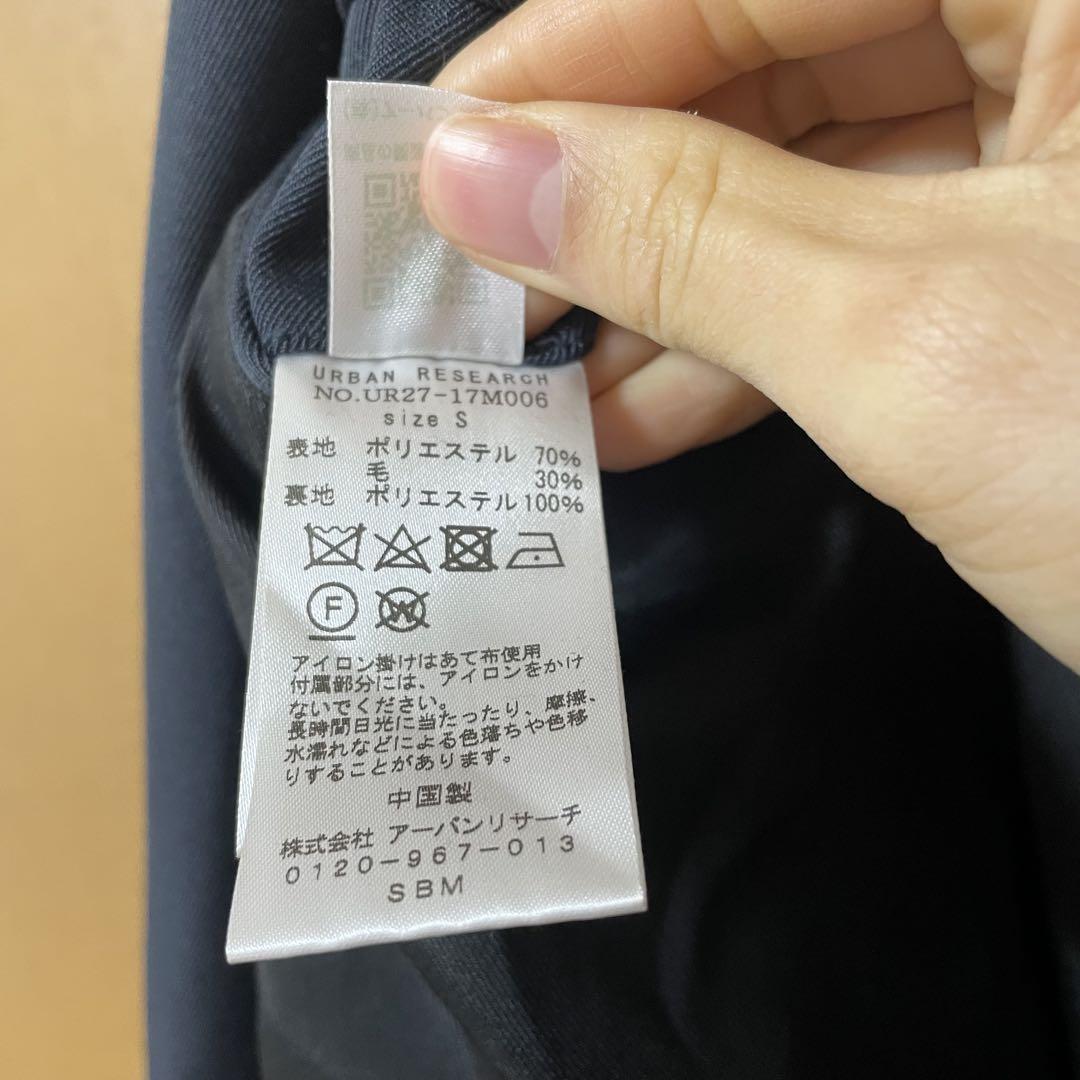 URBAN RESEARCH
NO.UR27-17M006
size S
表地 ポリエステル 70%
毛 30%
裏地 ポリエステル 100%
F
W
アイロン掛けはあて布使用
付属部分には、アイロンをかけ
ないでください。
長時間日光に当たったり、摩擦、
水濡れなどによる色落ちや色移
りすることがあります。
中国製
株式会社 アーバンリサーチ
0120-967-013
SBM